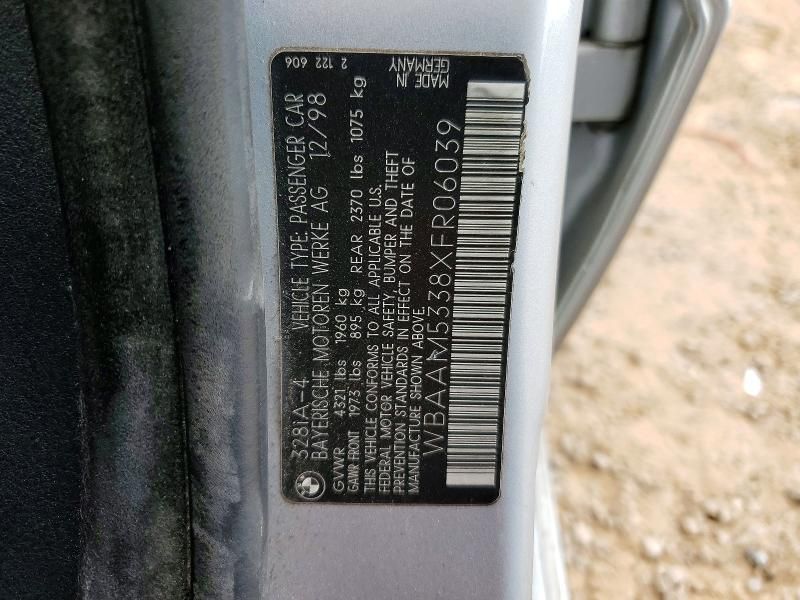 328iA-4 VEHICLE TYPE: PASSENGER CAR
BAYERISCHE MOTOREN WERKE AG 12/98
GVWR 4321 lbs 1960 kg
GAWR FRONT 1973 lbs 895 kg REAR 2370 lbs 1075 kg
THIS VEHICLE CONFORMS TO ALL APPLICABLE U.S.
FEDERAL MOTOR VEHICLE SAFETY, BUMPER AND THEFT
PREVENTION STANDARDS IN EFFECT ON THE DATE OF
MANUFACTURE SHOWN ABOVE.
WBAAM5338XFR06039
2 122 606
MADE IN
GERMANY